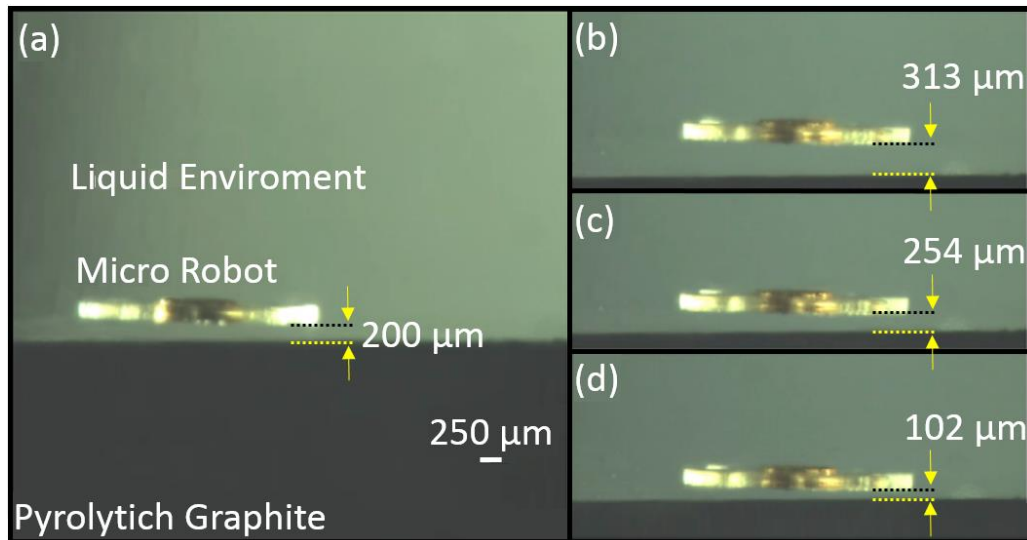 (a)
Liquid Enviroment
Micro Robot
200 µm
250 µm
Pyrolytich Graphite
(b)
313 µm
(c)
254 µm
(d)
102 µm